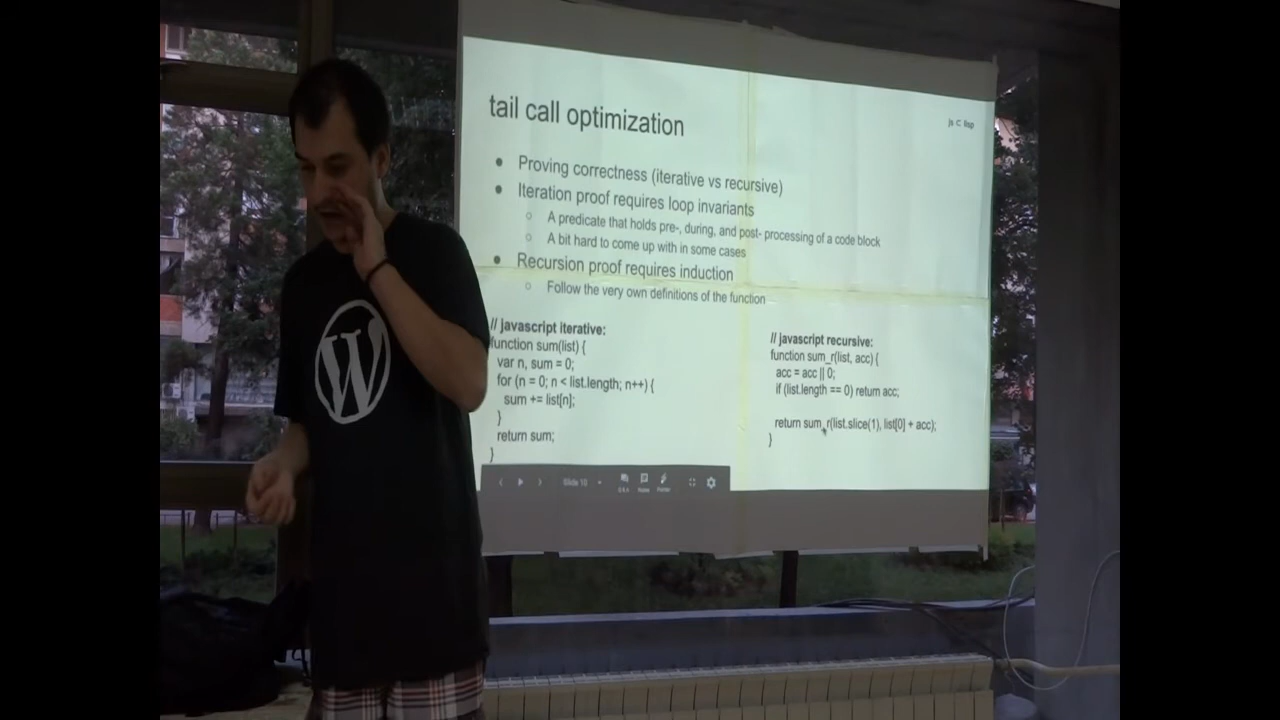 tail call optimization
js ⊂ lisp
Proving correctness (iterative vs recursive)
Iteration proof requires loop invariants
A predicate that holds pre-, during, and post- processing of a code block
A bit hard to come up with in some cases
Recursion proof requires induction
Follow the very own definitions of the function
// javascript iterative:
function sum(list) {
var n, sum = 0;
for (n = 0; n < list.length; n++) {
sum += list[n];
}
return sum;
}
// javascript recursive:
function sum_r(list, acc) {
acc = acc || 0;
if (list.length == 0) return acc;
return sum_r(list.slice(1), list[0] + acc);
}
Slide 10
Q & A
Notes
Pointer
W